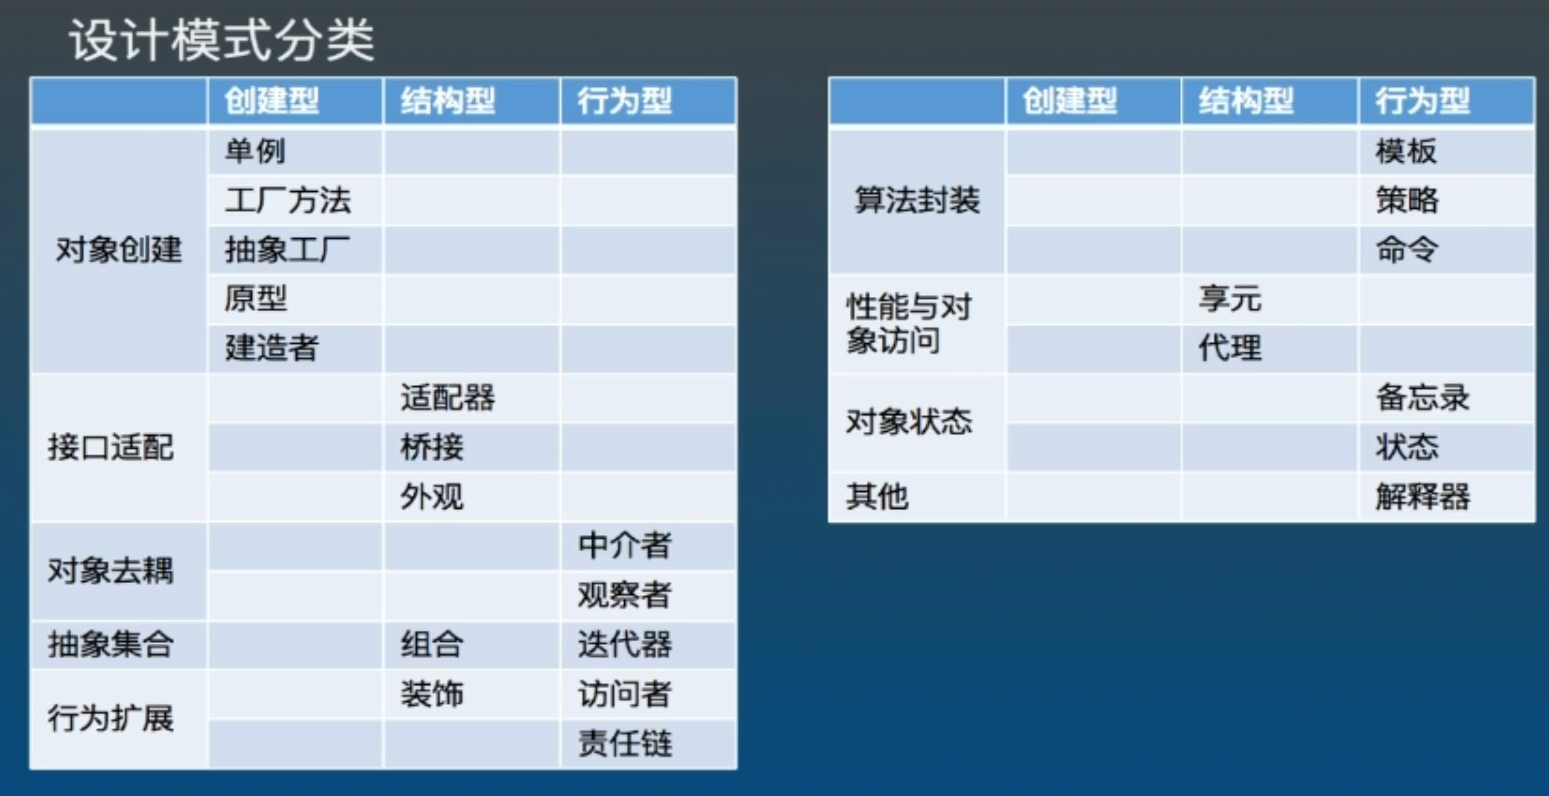 设计模式分类
创建型 结构型 行为型
对象创建
单例
工厂方法
抽象工厂
原型
建造者
接口适配
适配器
桥接
外观
对象去耦
中介者
观察者
抽象集合 组合 迭代器
行为扩展
装饰 访问者
责任链
创建型 结构型 行为型
算法封装
模板
策略
命令
性能与对
象访问
享元
代理
对象状态
备忘录
状态
其他 解释器